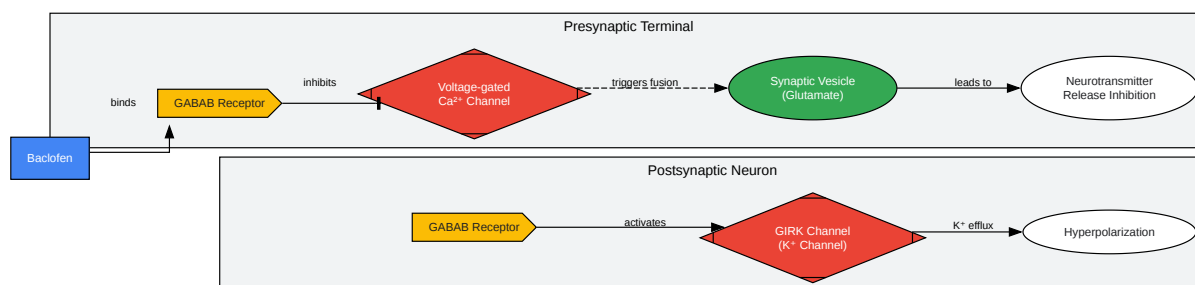 Presynaptic Terminal
binds
GABAB Receptor
inhibits
Voltage-gated
Ca²⁺ Channel
triggers fusion
Synaptic Vesicle
(Glutamate)
leads to
Neurotransmitter
Release Inhibition
Baclofen
Postsynaptic Neuron
GABAB Receptor
activates
GIRK Channel
(K⁺ Channel)
K⁺ efflux
Hyperpolarization